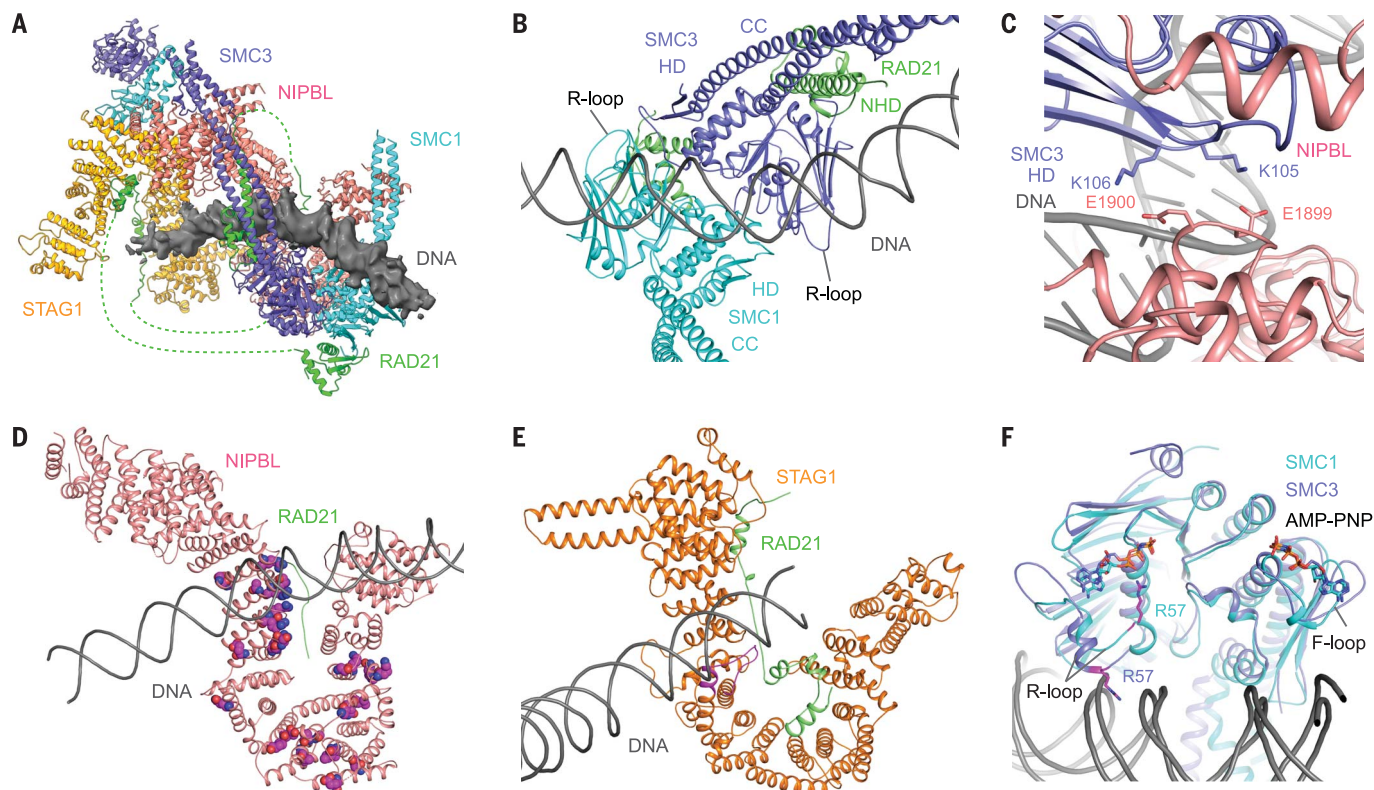 A
SMC3
NIPBL
SMC1
DNA
STAG1
RAD21
B
CC
SMC3
HD
RAD21
NHD
R-loop
DNA
HD
R-loop
SMC1
CC
C
NIPBL
SMC3
HD
K105
K106
E1900
DNA
E1899
D
NIPBL
RAD21
DNA
E
STAG1
RAD21
DNA
F
SMC1
SMC3
AMP-PNP
R57
F-loop
R57
R-loop